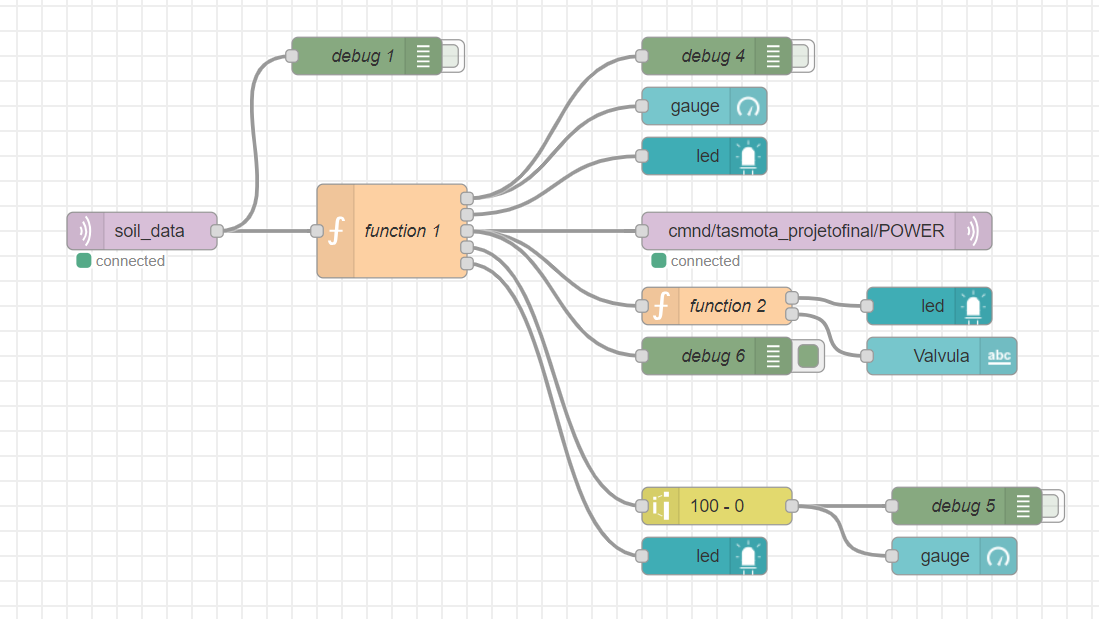 debug 1
debug 4
gauge
led
soil_data
connected
function 1
cmnd/tasmota_projetofinal/POWER
connected
function 2
led
debug 6
Valvula
abc
100 - 0
debug 5
led
gauge